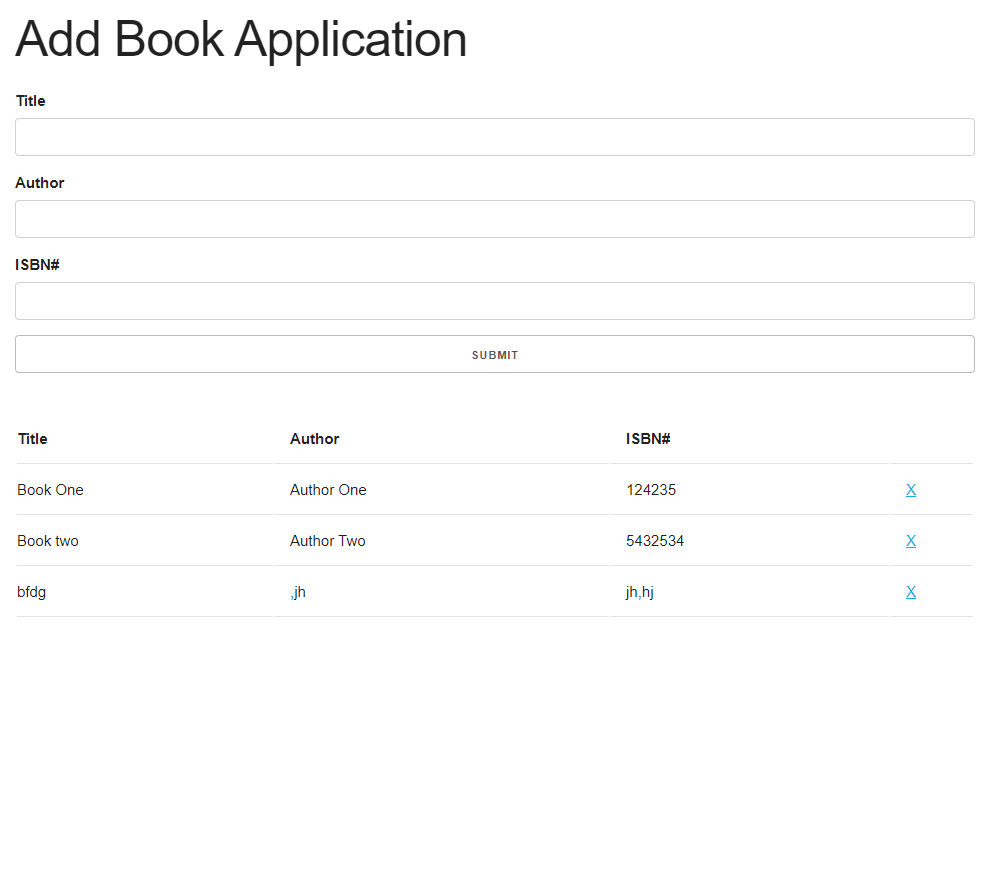 Add Book Application
Title
Author
ISBN#
SUBMIT
Title Author ISBN#
Book One Author One 124235 X
Book two Author Two 5432534 X
bfdg ,jh jh,hj X